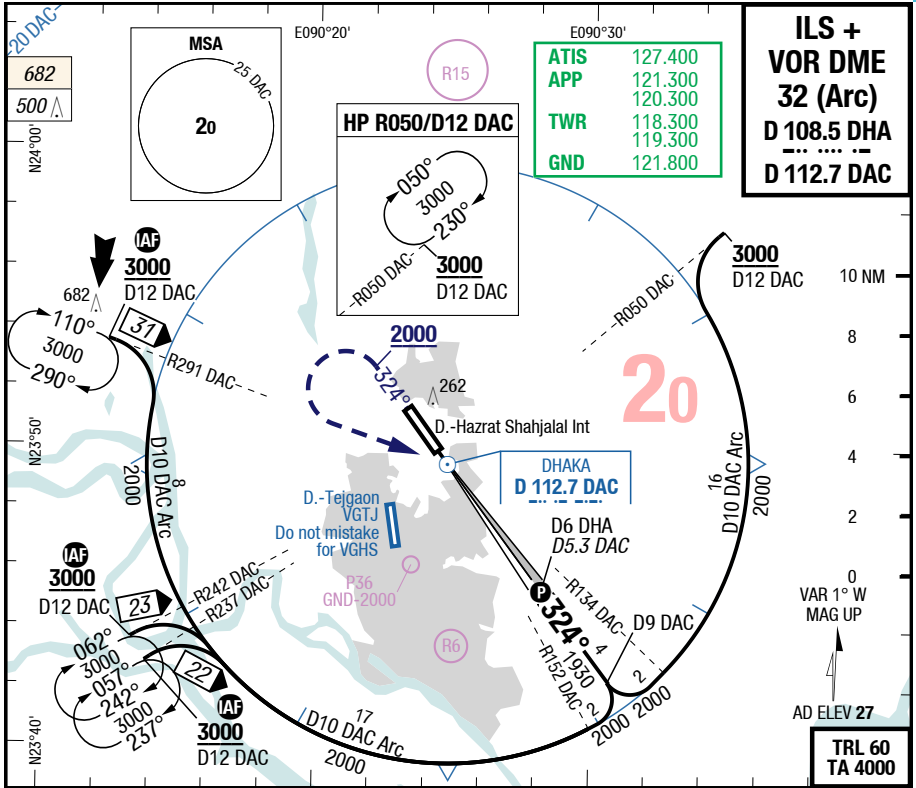 20 DAC
682
500
MSA
25 DAC
20
E090°20'
E090°30'
R15
ATIS 127.400
APP 121.300
120.300
TWR 118.300
119.300
GND 121.800
ILS +
VOR DME
32 (Arc)
D 108.5 DHA
D 112.7 DAC
N24°00'
HP R050/D12 DAC
050°
3000
230°
R050 DAC
3000
D12 DAC
IAF
3000
D12 DAC
682
110°
3000
290°
31
R291 DAC
R050 DAC
3000
D12 DAC
10 NM
8
6
4
2
0
2000
324°
262
D.-Hazrat Shahjalal Int
20
N23°50'
8
D10 DAC Arc
2000
DHAKA
D 112.7 DAC
16
D10 DAC Arc
2000
D.-Tejgaon
VGTJ
Do not mistake
for VGHS
P36
GND-2000
D6 DHA
D5.3 DAC
P
324°
4
1930
R134 DAC
R152 DAC
D9 DAC
2
2
2000
2000
VAR 1° W
MAG UP
AD ELEV 27
IAF
3000
D12 DAC
23
R242 DAC
R237 DAC
R6
062°
3000
057°
242°
3000
237°
22
IAF
3000
D12 DAC
17
D10 DAC Arc
2000
N23°40'
TRL 60
TA 4000